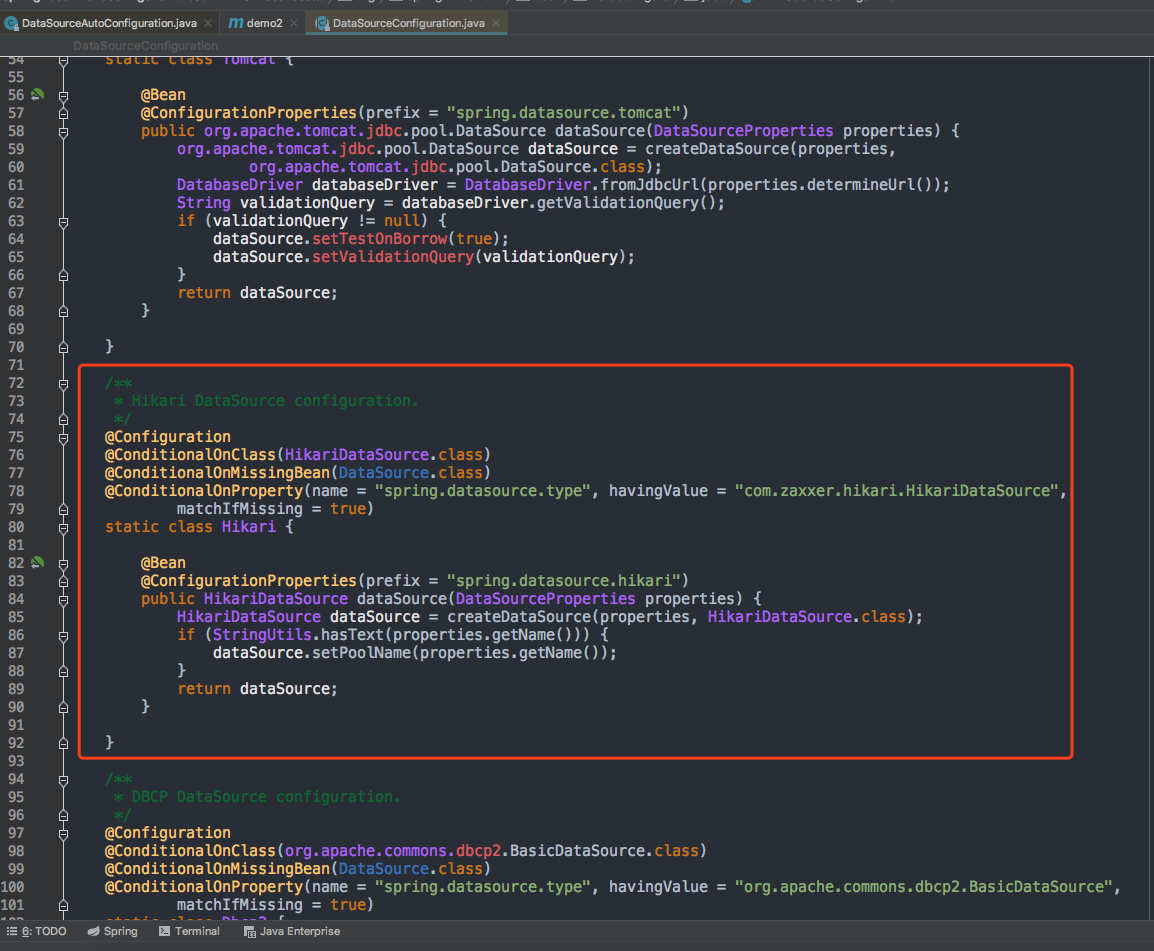 DataSourceAutoConfiguration.java × m demo2 × DataSourceConfiguration.java ×
DataSourceConfiguration
54 static class Tomcat {
55
56 @Bean
57 @ConfigurationProperties(prefix = "spring.datasource.tomcat")
58 public org.apache.tomcat.jdbc.pool.DataSource dataSource(DataSourceProperties properties) {
59 org.apache.tomcat.jdbc.pool.DataSource dataSource = createDataSource(properties,
60 org.apache.tomcat.jdbc.pool.DataSource.class);
61 DatabaseDriver databaseDriver = DatabaseDriver.fromJdbcUrl(properties.determineUrl());
62 String validationQuery = databaseDriver.getValidationQuery();
63 if (validationQuery != null) {
64 dataSource.setTestOnBorrow(true);
65 dataSource.setValidationQuery(validationQuery);
66 }
67 return dataSource;
68 }
69
70 }
71
72 /**
73 * Hikari DataSource configuration.
74 */
75 @Configuration
76 @ConditionalOnClass(HikariDataSource.class)
77 @ConditionalOnMissingBean(DataSource.class)
78 @ConditionalOnProperty(name = "spring.datasource.type", havingValue = "com.zaxxer.hikari.HikariDataSource",
79 matchIfMissing = true)
80 static class Hikari {
81
82 @Bean
83 @ConfigurationProperties(prefix = "spring.datasource.hikari")
84 public HikariDataSource dataSource(DataSourceProperties properties) {
85 HikariDataSource dataSource = createDataSource(properties, HikariDataSource.class);
86 if (StringUtils.hasText(properties.getName())) {
87 dataSource.setPoolName(properties.getName());
88 }
89 return dataSource;
90 }
91
92 }
93
94 /**
95 * DBCP DataSource configuration.
96 */
97 @Configuration
98 @ConditionalOnClass(org.apache.commons.dbcp2.BasicDataSource.class)
99 @ConditionalOnMissingBean(DataSource.class)
100 @ConditionalOnProperty(name = "spring.datasource.type", havingValue = "org.apache.commons.dbcp2.BasicDataSource",
101 matchIfMissing = true)
102 static class Dbcp2 {
6: TODO Spring Terminal Java Enterprise